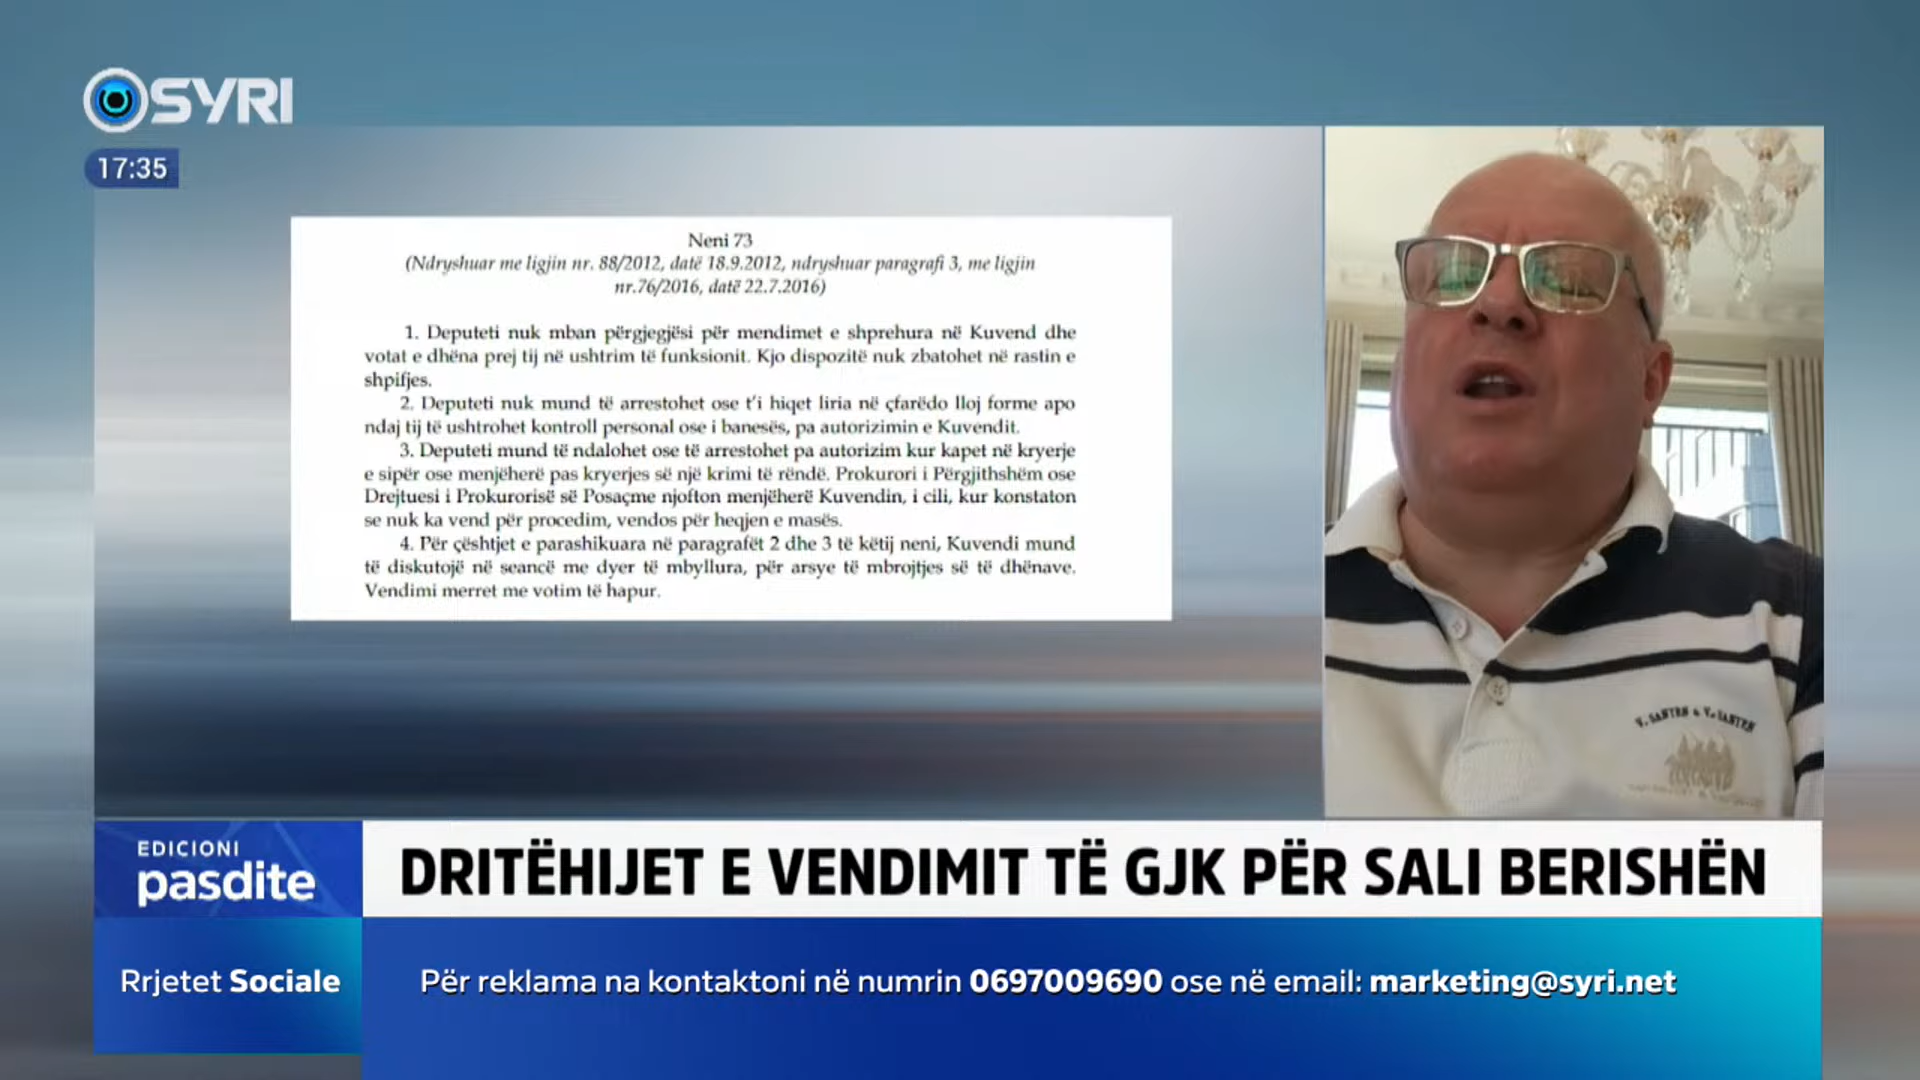 SYRI
17:35
Neni 73
(Ndryshuar me ligjin nr. 88/2012, datë 18.9.2012, ndryshuar paragrafi 3, me ligjin
nr.76/2016, datë 22.7.2016)
1. Deputeti nuk mban përgjegjësi për mendimet e shprehura në Kuvend dhe
votat e dhëna prej tij në ushtrim të funksionit. Kjo dispozitë nuk zbatohet në rastin e
shpifjes.
2. Deputeti nuk mund të arrestohet ose t'i hiqet liria në çfarëdo lloj forme apo
ndaj tij të ushtrohet kontroll personal ose i banesës, pa autorizimin e Kuvendit.
3. Deputeti mund të ndalohet ose të arrestohet pa autorizim kur kapet në kryerje
e sipër ose menjëherë pas kryerjes së një krimi të rëndë. Prokurori i Përgjithshëm ose
Drejtuesi i Prokurorisë së Posaçme njofton menjëherë Kuvendin, i cili, kur konstaton
se nuk ka vend për procedim, vendos për heqjen e masës.
4. Për çështjet e parashikuara në paragrafët 2 dhe 3 të këtij neni, Kuvendi mund
të diskutojë në seancë me dyer të mbyllura, për arsye të mbrojtjes së të dhënave.
Vendimi merret me votim të hapur.
V. SANTEN & V. SANTEN
EDICIONI
pasdite
DRITËHIJET E VENDIMIT TË GJK PËR SALI BERISHËN
Rrjetet Sociale
Për reklama na kontaktoni në numrin 0697009690 ose në email: marketing@syri.net